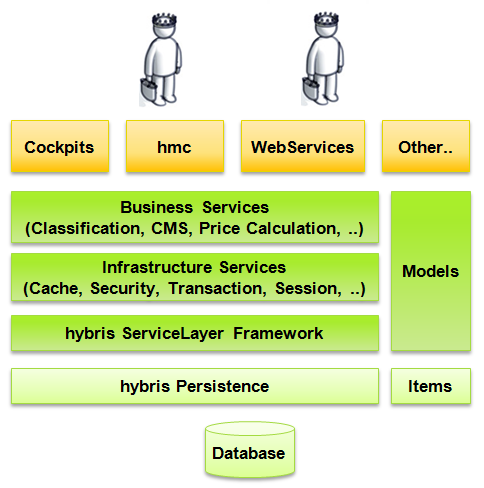 Cockpits
hmc
WebServices
Other..
Business Services
(Classification, CMS, Price Calculation, ..)
Infrastructure Services
(Cache, Security, Transaction, Session, ..)
Models
hybris ServiceLayer Framework
hybris Persistence
Items
Database